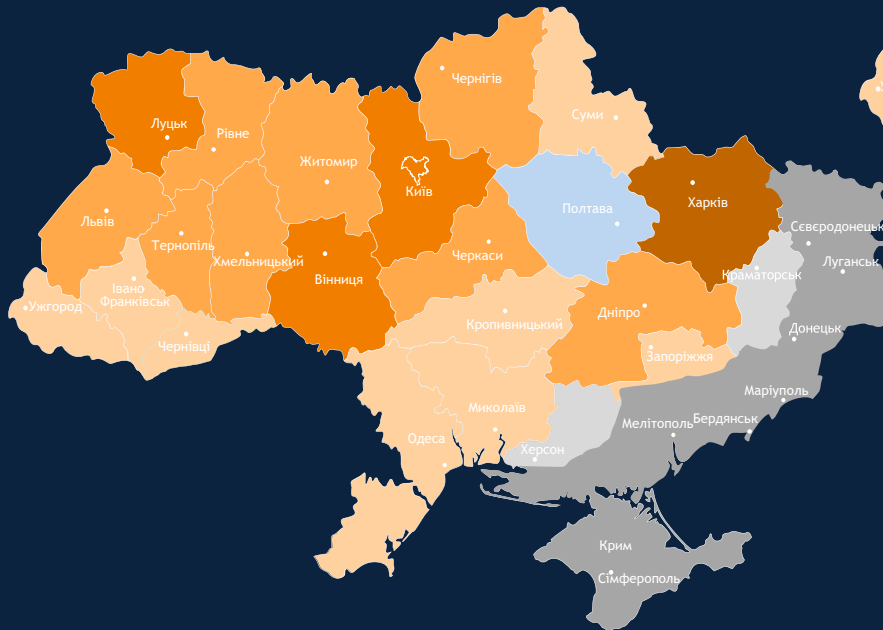 Чернігів
Суми
Луцьк
Рівне
Житомир
Київ
Харків
Полтава
Львів
Сєвєродонецьк
Тернопіль
Хмельницький
Черкаси
Луганськ
Краматорськ
Вінниця
Івано
Франківськ
Ужгород
Дніпро
Кропивницький
Донецьк
Чернівці
Запоріжжя
Маріуполь
Миколаїв
Бердянськ
Мелітополь
Одеса
Херсон
Крим
Сімферополь